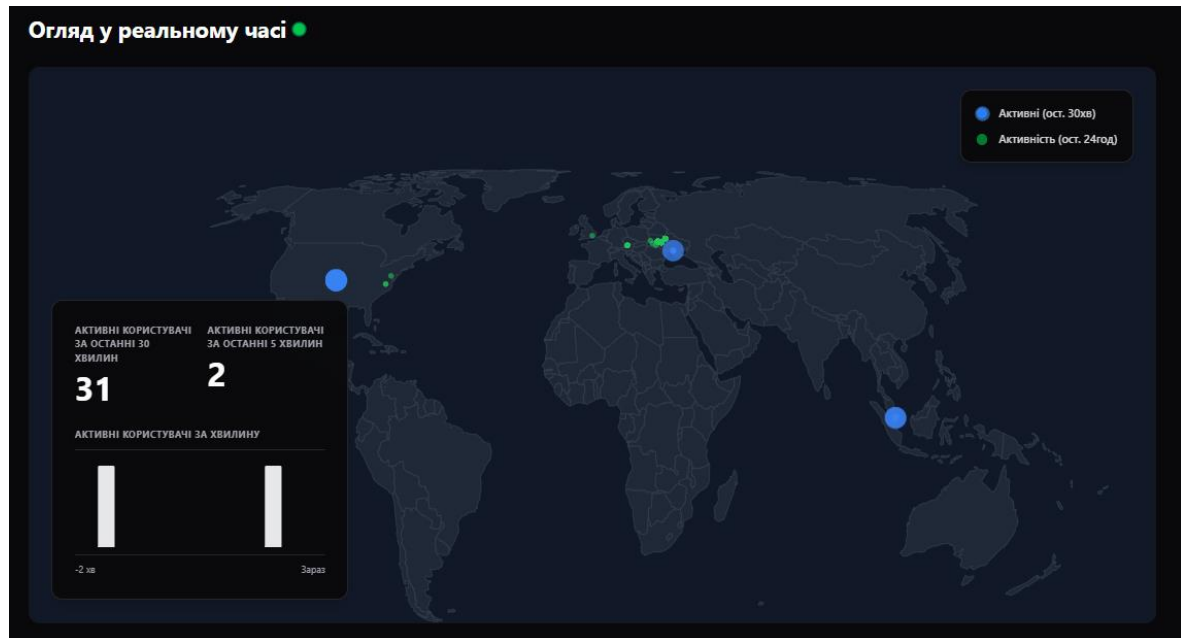 Огляд у реальному часі
Активні (ост. 30хв)
Активність (ост. 24год)
АКТИВНІ КОРИСТУВАЧІ
ЗА ОСТАННІ 30
ХВИЛИН
31
АКТИВНІ КОРИСТУВАЧІ
ЗА ОСТАННІ 5 ХВИЛИН
2
АКТИВНІ КОРИСТУВАЧІ ЗА ХВИЛИНУ
-2 хв
Зараз